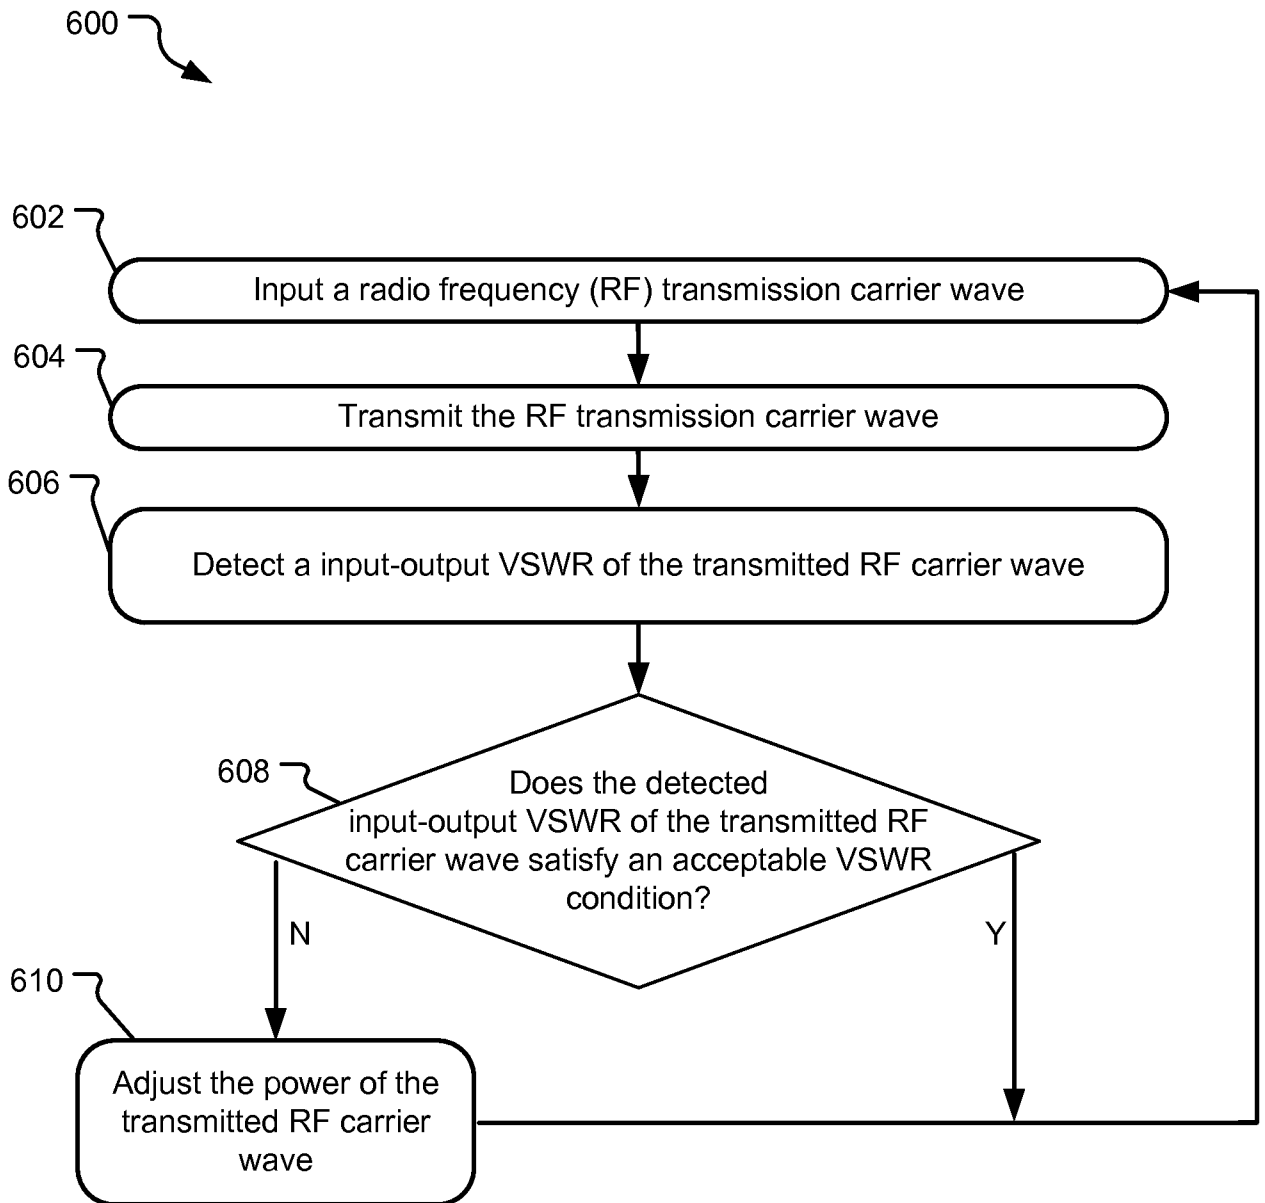 600
602
Input a radio frequency (RF) transmission carrier wave
604
Transmit the RF transmission carrier wave
606
Detect a input-output VSWR of the transmitted RF carrier wave
608
Does the detected
input-output VSWR of the transmitted RF
carrier wave satisfy an acceptable VSWR
condition?
N
Y
610
Adjust the power of the
transmitted RF carrier
wave